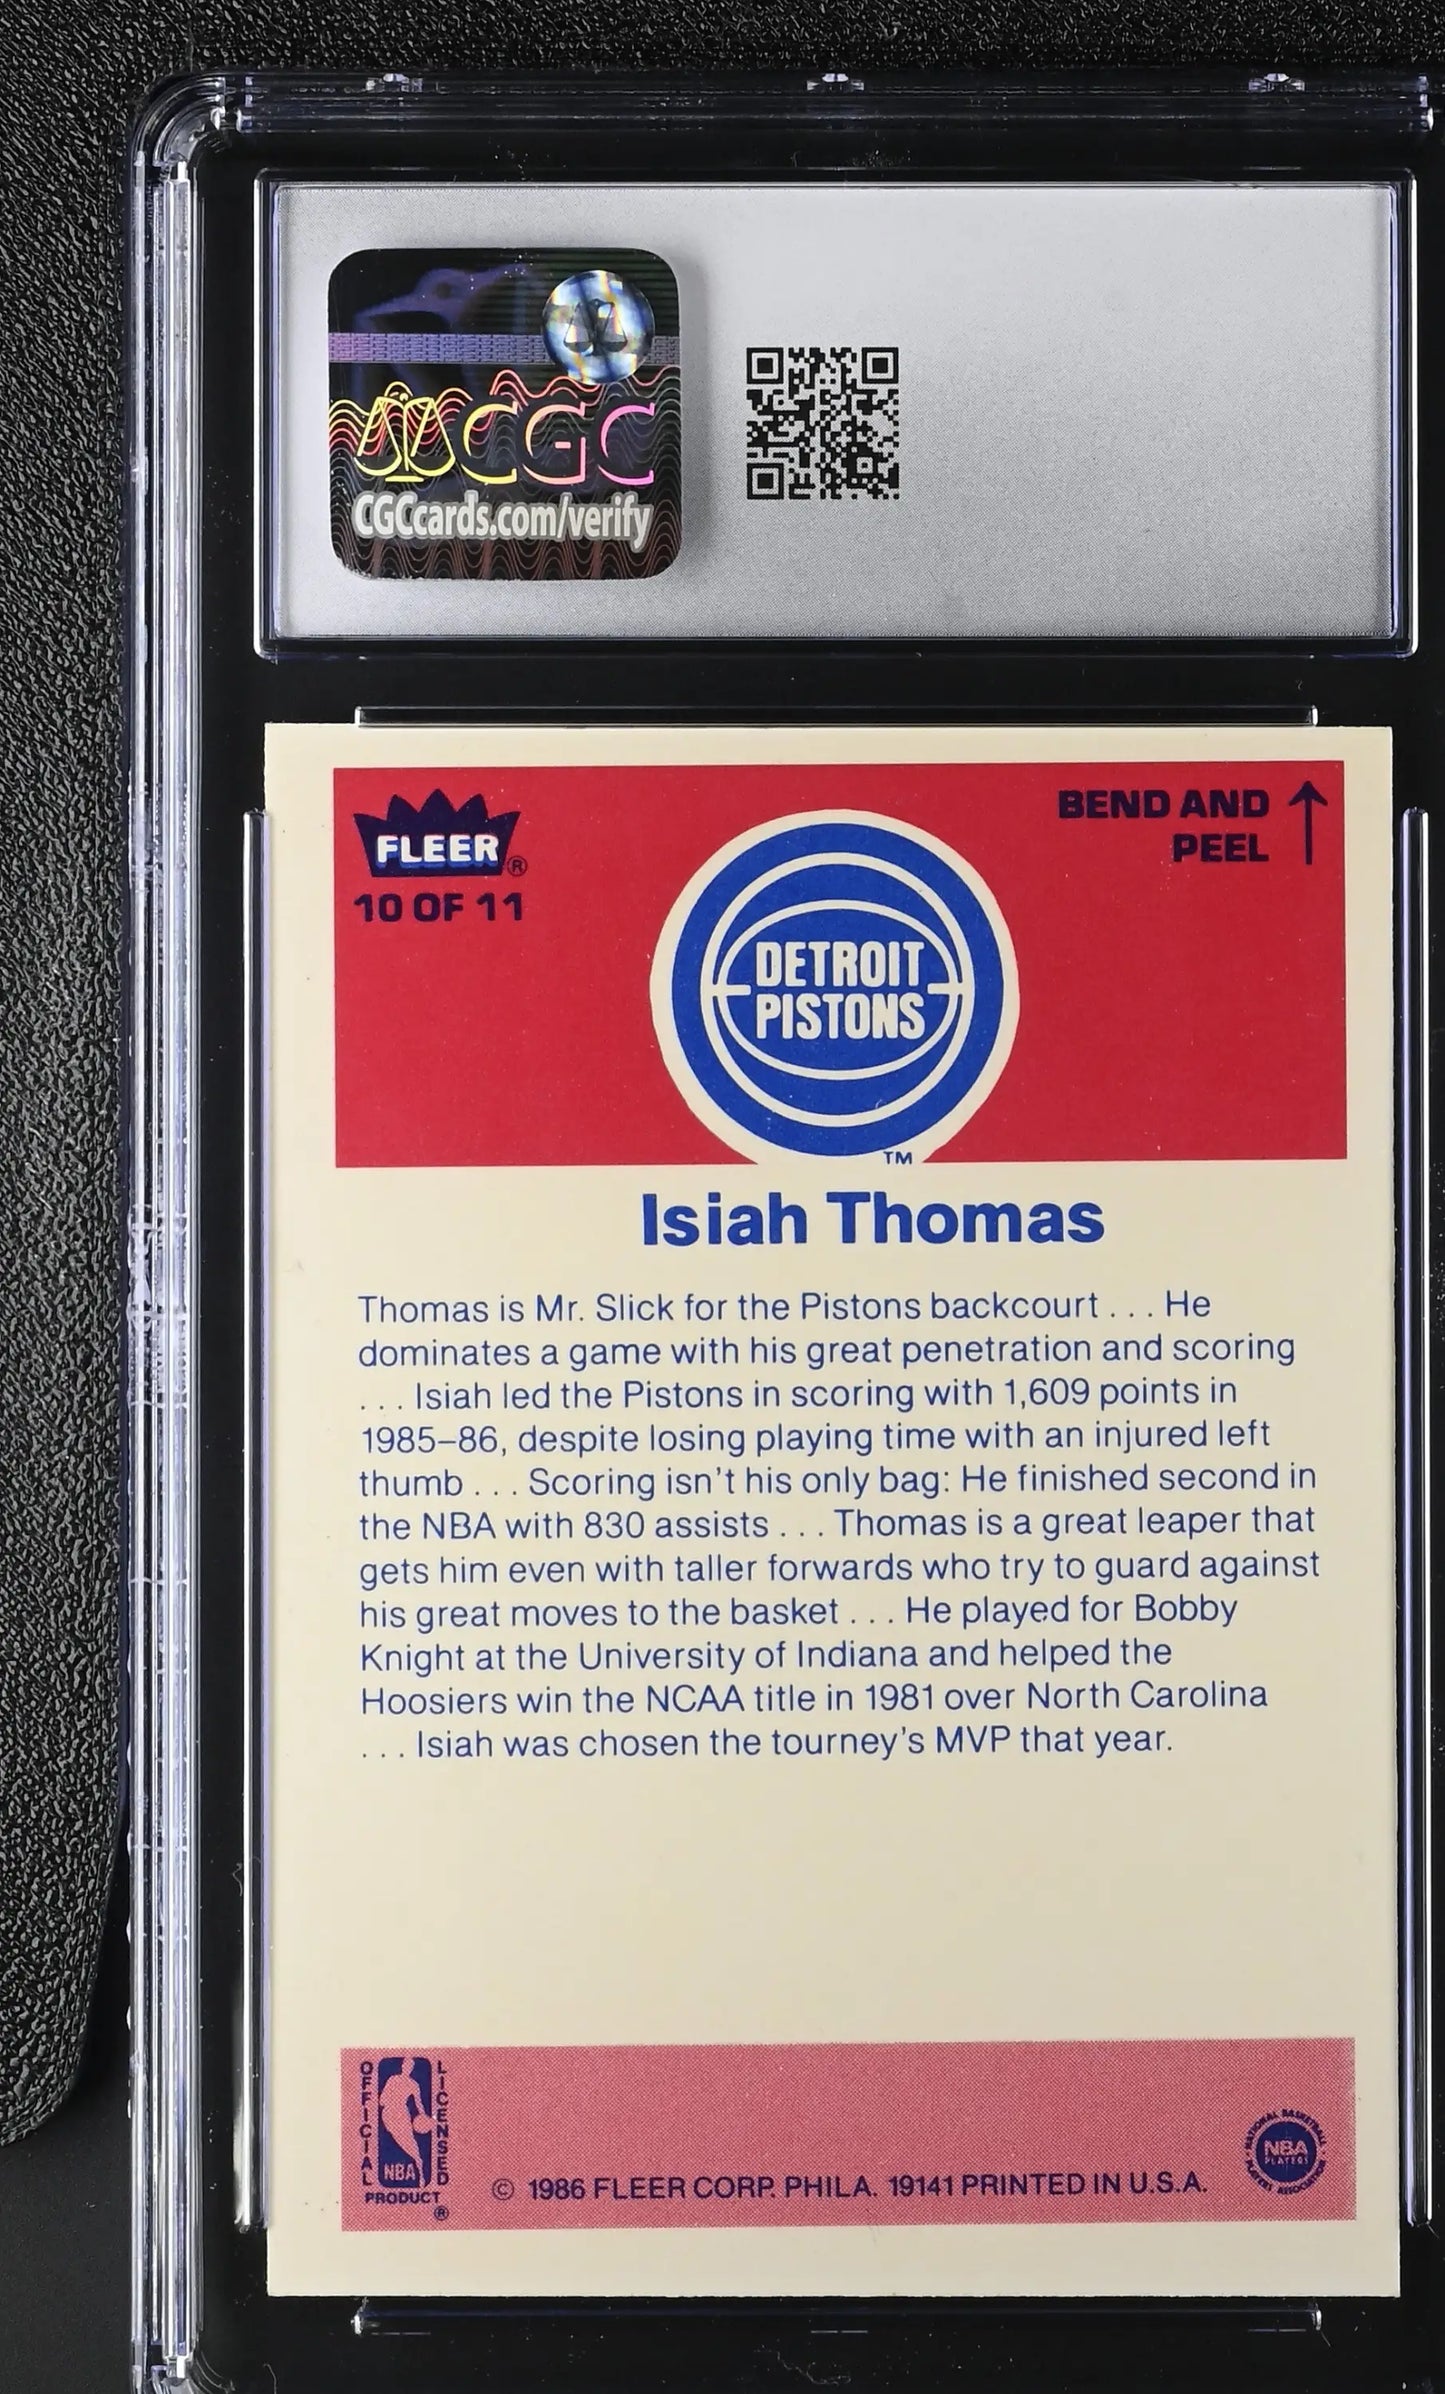 CGC
CGCcards.com/verify
FLEER®
10 OF 11
BEND AND
PEEL
DETROIT
PISTONS
TM
Isiah Thomas
Thomas is Mr. Slick for the Pistons backcourt . . . He
dominates a game with his great penetration and scoring
. . . Isiah led the Pistons in scoring with 1,609 points in
1985–86, despite losing playing time with an injured left
thumb . . . Scoring isn't his only bag: He finished second in
the NBA with 830 assists . . . Thomas is a great leaper that
gets him even with taller forwards who try to guard against
his great moves to the basket . . . He played for Bobby
Knight at the University of Indiana and helped the
Hoosiers win the NCAA title in 1981 over North Carolina
. . . Isiah was chosen the tourney's MVP that year.
OFFICIAL
LICENSED
NBA
PRODUCT
®
© 1986 FLEER CORP. PHILA. 19141 PRINTED IN U.S.A.
NATIONAL BASKETBALL
NBA
PLAYERS
PLAYERS ASSOCIATION